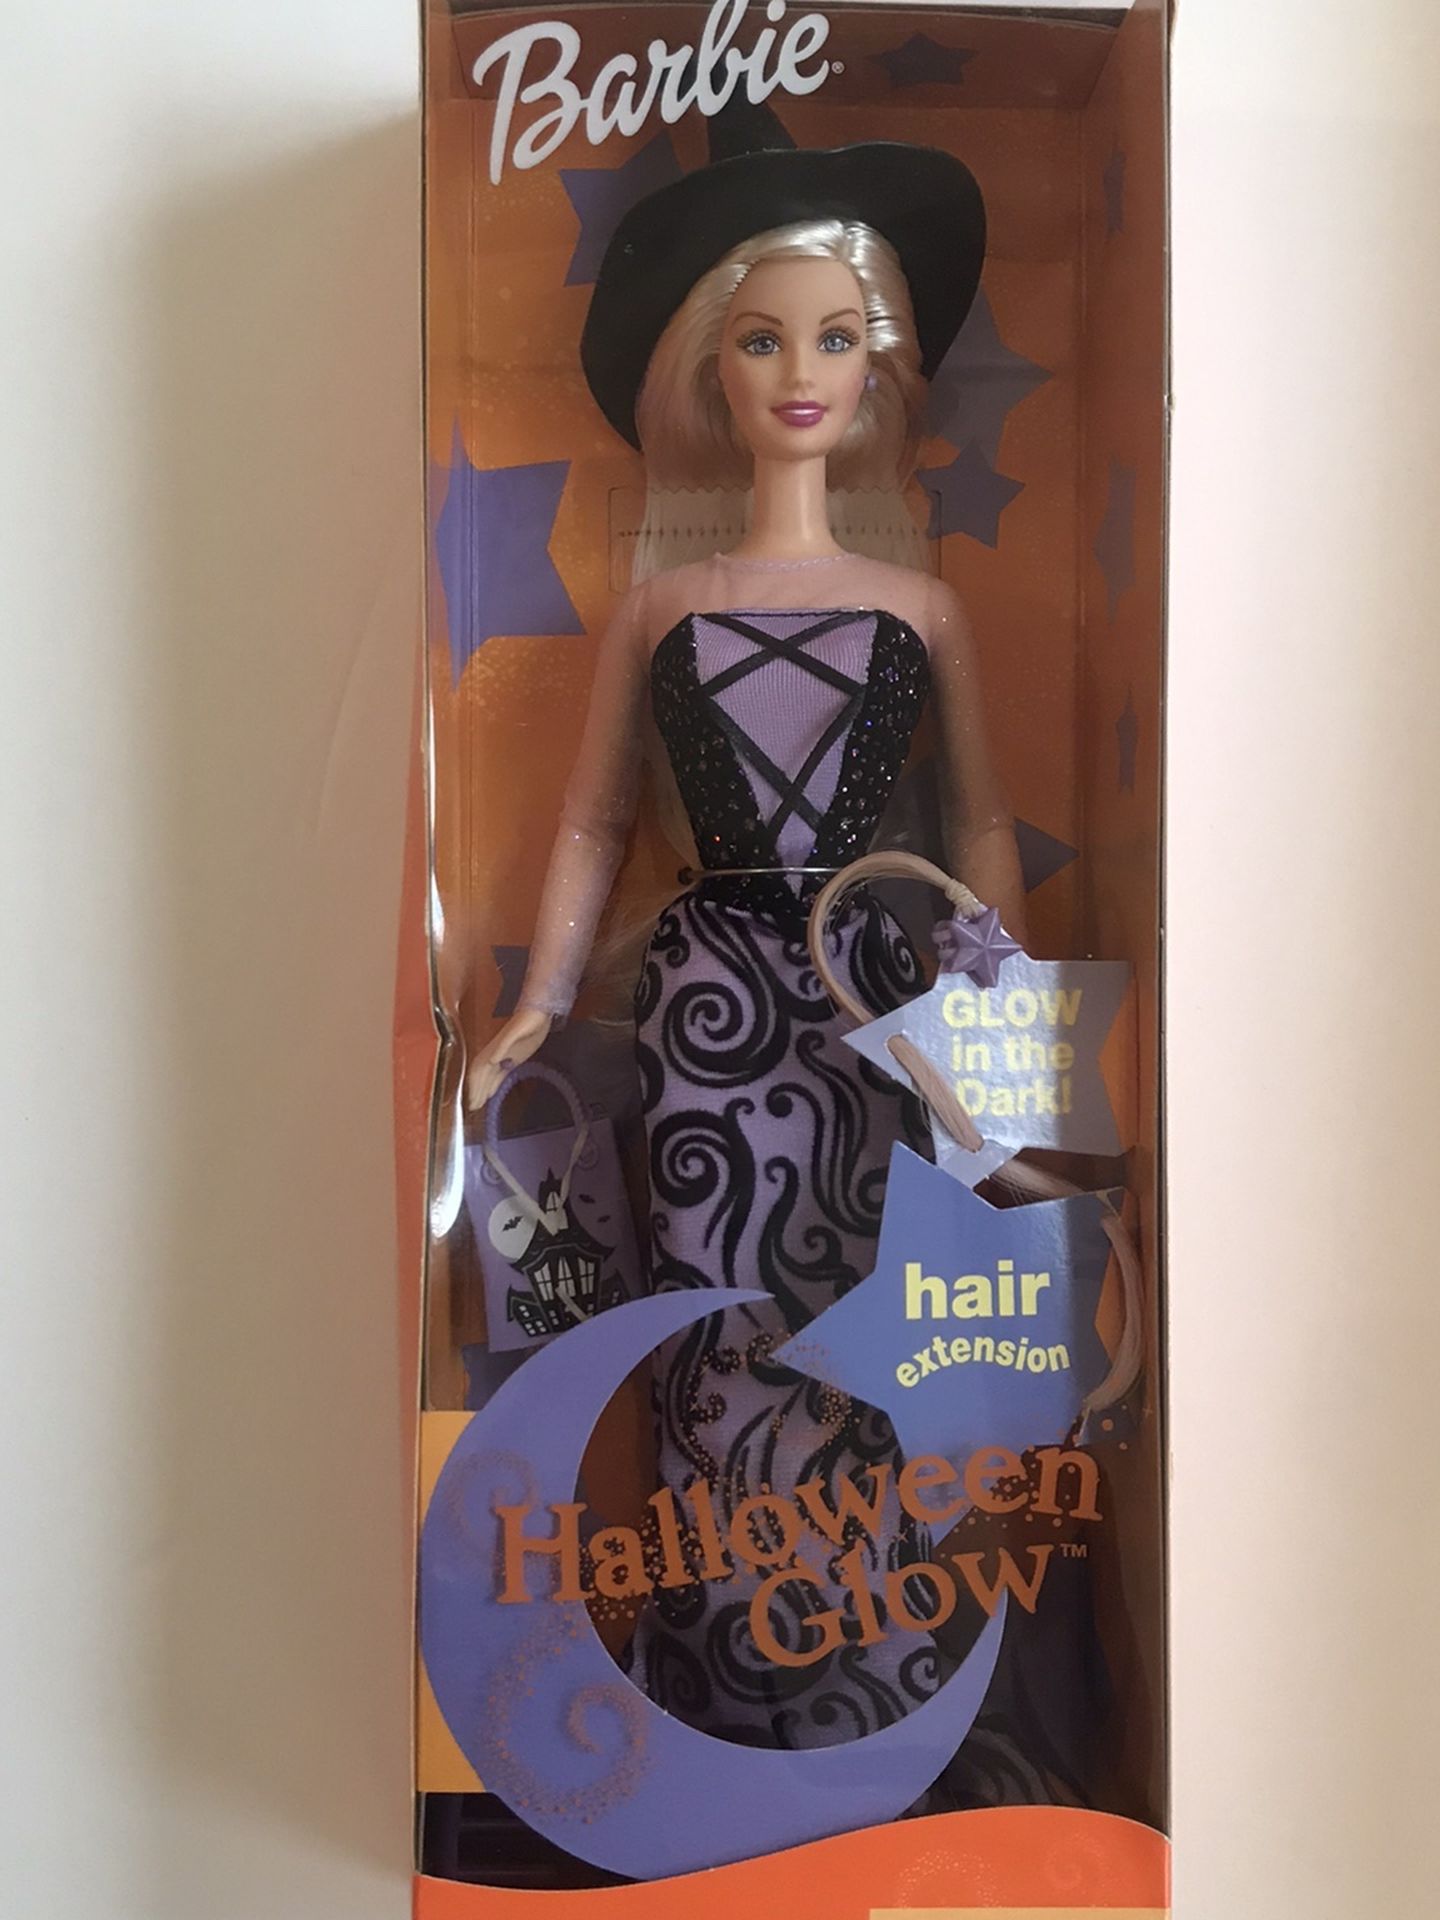 Barbie®
GLOW
in the
Dark!
hair
extension
Halloween
Glow™